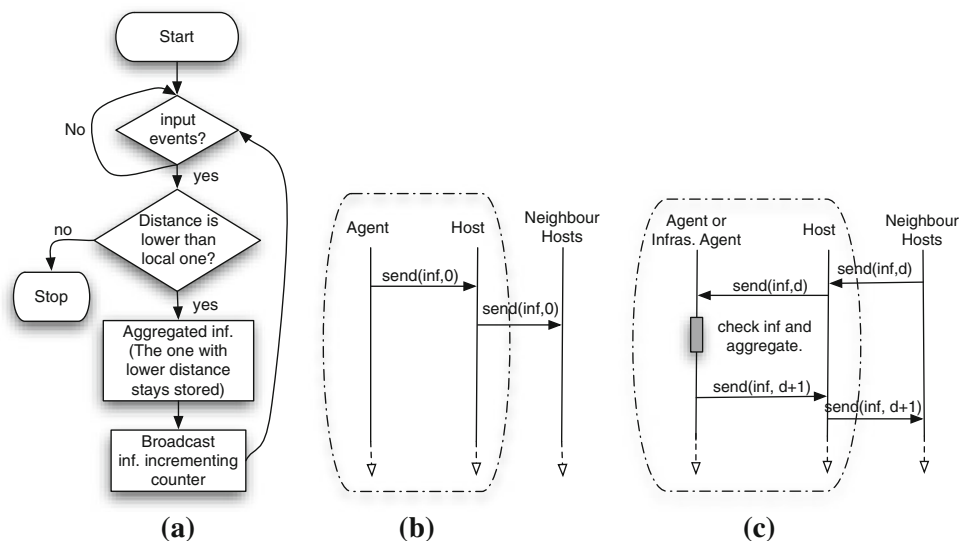 Start
No
input
events?
yes
Distance is
lower than
local one?
no
Stop
yes
Aggregated inf.
(The one with
lower distance
stays stored)
Broadcast
inf. incrementing
counter
(a)
Agent
Host
Neighbour
Hosts
send(inf,0)
send(inf,0)
(b)
Agent or
Infras. Agent
Host
Neighbour
Hosts
send(inf,d)
send(inf,d)
check inf and
aggregate.
send(inf, d+1)
send(inf, d+1)
(c)